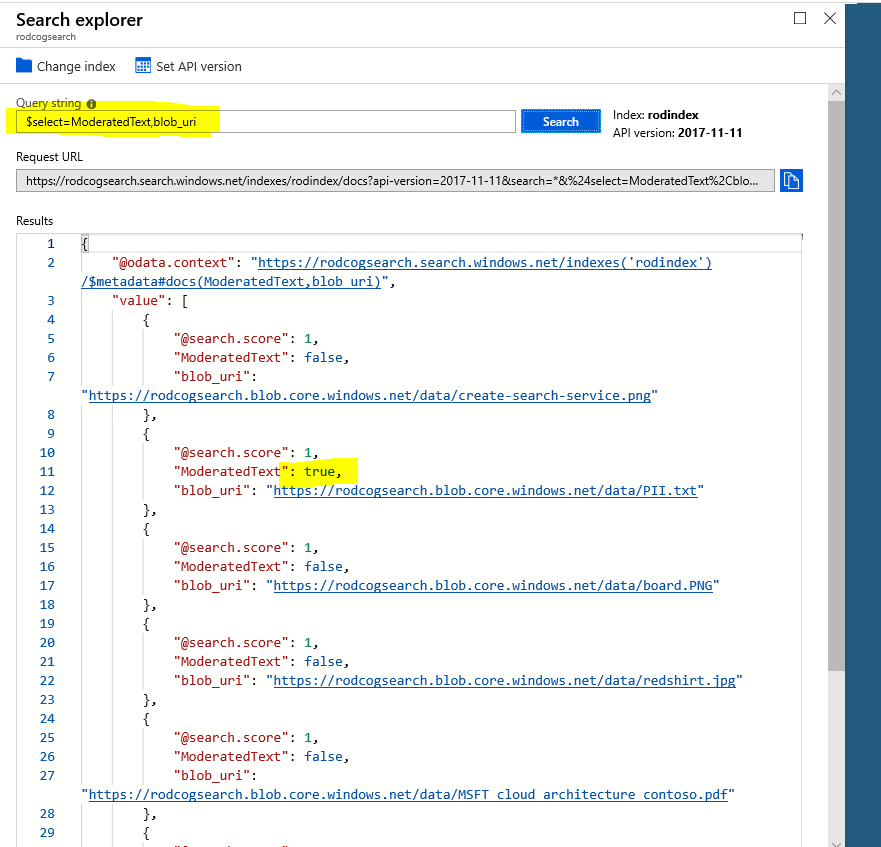 Search explorer
rodcogsearch
Change index
Set API version
Query string
$select=ModeratedText,blob_uri
Search
Index: rodindex
API version: 2017-11-11
Request URL
https://rodcogsearch.search.windows.net/indexes/rodindex/docs?api-version=2017-11-11&search=*&%24select=ModeratedText%2Cblo...
Results
1 {
2 "@odata.context": "https://rodcogsearch.search.windows.net/indexes('rodindex')
/$metadata#docs(ModeratedText,blob_uri)",
3 "value": [
4 {
5 "@search.score": 1,
6 "ModeratedText": false,
7 "blob_uri":
"https://rodcogsearch.blob.core.windows.net/data/create-search-service.png"
8 },
9 {
10 "@search.score": 1,
11 "ModeratedText": true,
12 "blob_uri": "https://rodcogsearch.blob.core.windows.net/data/PII.txt"
13 },
14 {
15 "@search.score": 1,
16 "ModeratedText": false,
17 "blob_uri": "https://rodcogsearch.blob.core.windows.net/data/board.PNG"
18 },
19 {
20 "@search.score": 1,
21 "ModeratedText": false,
22 "blob_uri": "https://rodcogsearch.blob.core.windows.net/data/redshirt.jpg"
23 },
24 {
25 "@search.score": 1,
26 "ModeratedText": false,
27 "blob_uri":
"https://rodcogsearch.blob.core.windows.net/data/MSFT_cloud_architecture_contoso.pdf"
28 },
29 {